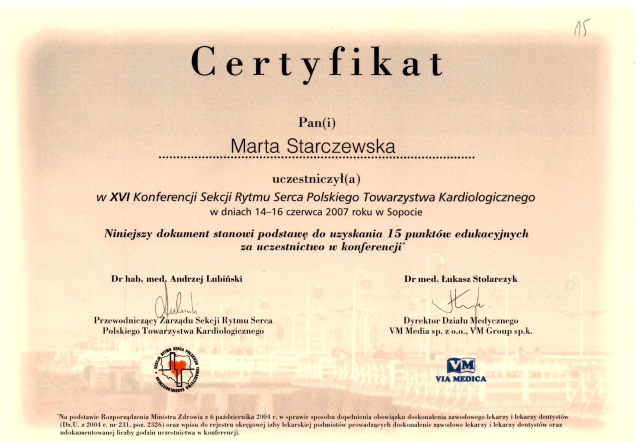 15
Certyfikat
Pan(i)
Marta Starczewska
uczestniczył(a)
w XVI Konferencji Sekcji Rytmu Serca Polskiego Towarzystwa Kardiologicznego
w dniach 14–16 czerwca 2007 roku w Sopocie
Niniejszy dokument stanowi podstawę do uzyskania 15 punktów edukacyjnych
za uczestnictwo w konferencji*
Dr hab. med. Andrzej Lubiński
Przewodniczący Zarządu Sekcji Rytmu Serca
Polskiego Towarzystwa Kardiologicznego
Dr med. Łukasz Stolarczyk
Dyrektor Działu Medycznego
VM Media sp. z o.o., VM Group sp.k.
VM
VIA MEDICA
*Na podstawie Rozporządzenia Ministra Zdrowia z 6 października 2004 r. w sprawie sposobu dopełnienia obowiązku doskonalenia zawodowego lekarzy i lekarzy dentystów
(Dz.U. z 2004 r. nr 231, poz. 2326) oraz wpisu do rejestru okręgowej izby lekarskiej podmiotów prowadzących doskonalenie zawodowe lekarzy i lekarzy dentystów oraz
udokumentowanej liczby godzin uczestnictwa w konferencji.